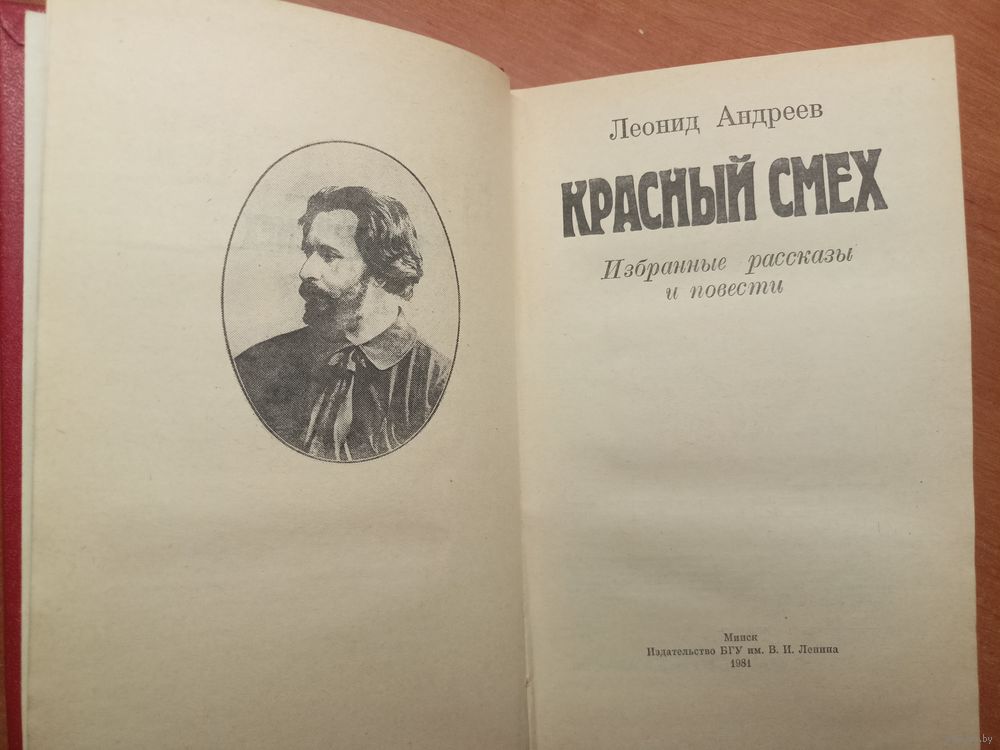 Леонид Андреев
КРАСНЫЙ СМЕХ
Избранные рассказы
и повести
Минск
Издательство БГУ им. В. И. Ленина
1981